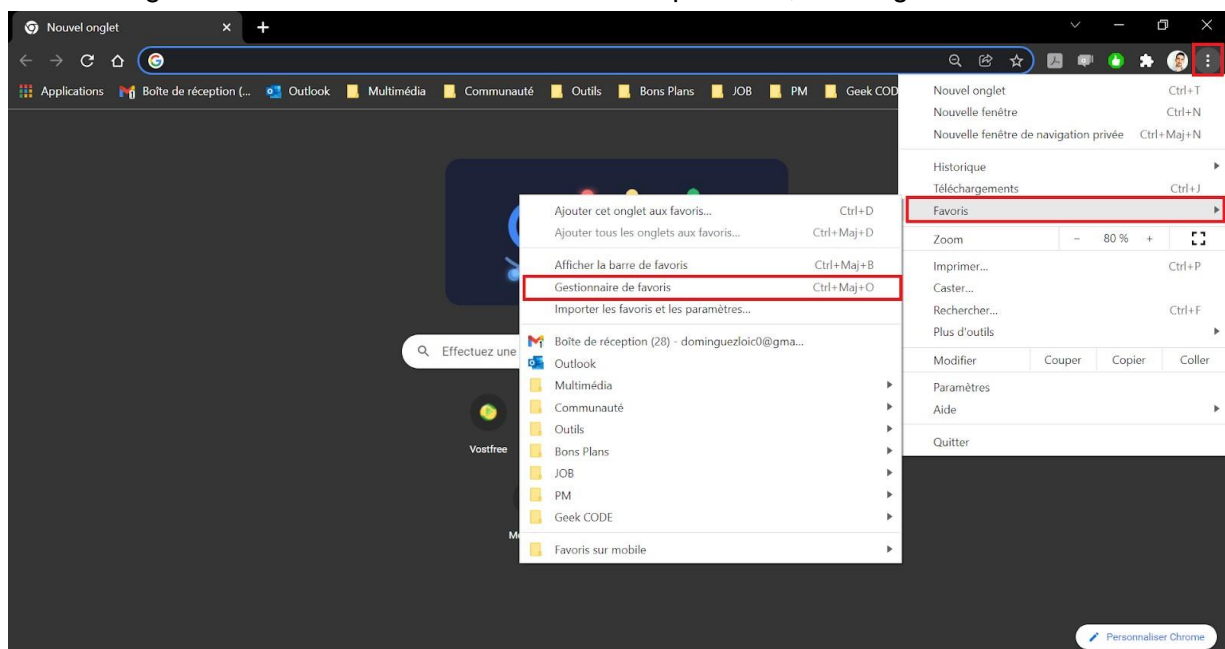 Nouvel onglet
Applications Boîte de réception (... Outlook Multimédia Communauté Outils Bons Plans JOB PM Geek COD
Nouvel onglet Ctrl+T
Nouvelle fenêtre Ctrl+N
Nouvelle fenêtre de navigation privée Ctrl+Maj+N
Historique
Téléchargements Ctrl+J
Favoris
Zoom - 80 % +
Imprimer... Ctrl+P
Caster...
Rechercher... Ctrl+F
Plus d'outils
Modifier Couper Copier Coller
Paramètres
Aide
Quitter
Ajouter cet onglet aux favoris... Ctrl+D
Ajouter tous les onglets aux favoris... Ctrl+Maj+D
Afficher la barre de favoris Ctrl+Maj+B
Gestionnaire de favoris Ctrl+Maj+O
Importer les favoris et les paramètres...
Boîte de réception (28) - dominguezloic0@gma...
Outlook
Multimédia
Communauté
Outils
Bons Plans
JOB
PM
Geek CODE
Favoris sur mobile
Effectuez une
Vostfree
Personnaliser Chrome